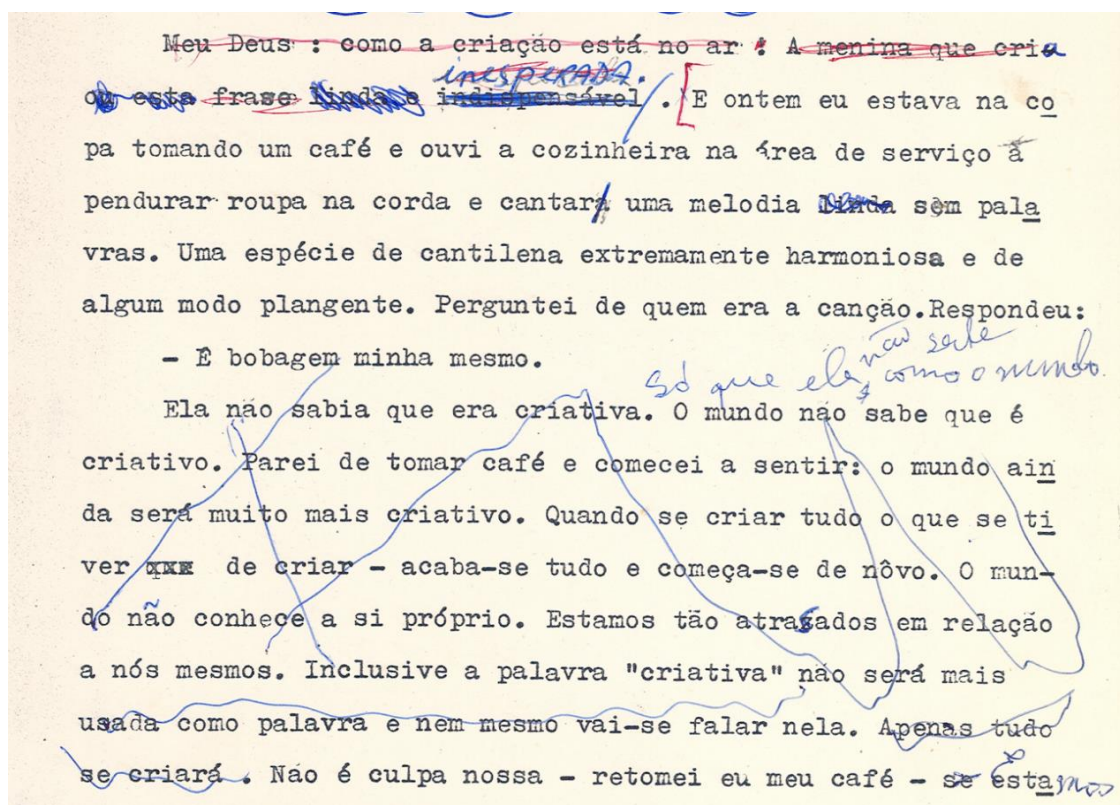 Meu Deus : como a criação está no ar ! A menina que cria
inesperada.
ou esta frase linda e indispensável . [E ontem eu estava na co
pa tomando um café e ouvi a cozinheira na área de serviço a
pendurar roupa na corda e cantar/ uma melodia linda sem pala
vras. Uma espécie de cantilena extremamente harmoniosa e de
algum modo plangente. Perguntei de quem era a canção.Respondeu:
- É bobagem minha mesmo.
não sabe
só que ela como o mundo.
Ela não sabia que era criativa. O mundo não sabe que é
criativo. Parei de tomar café e comecei a sentir: o mundo ain
da será muito mais criativo. Quando se criar tudo o que se ti
ver xxx de criar - acaba-se tudo e começa-se de nôvo. O mun-
do não conhece a si próprio. Estamos tão atrasados em relação
a nós mesmos. Inclusive a palavra "criativa" não será mais
usada como palavra e nem mesmo vai-se falar nela. Apenas tudo
se criará . Não é culpa nossa - retomei eu meu café - se estamos